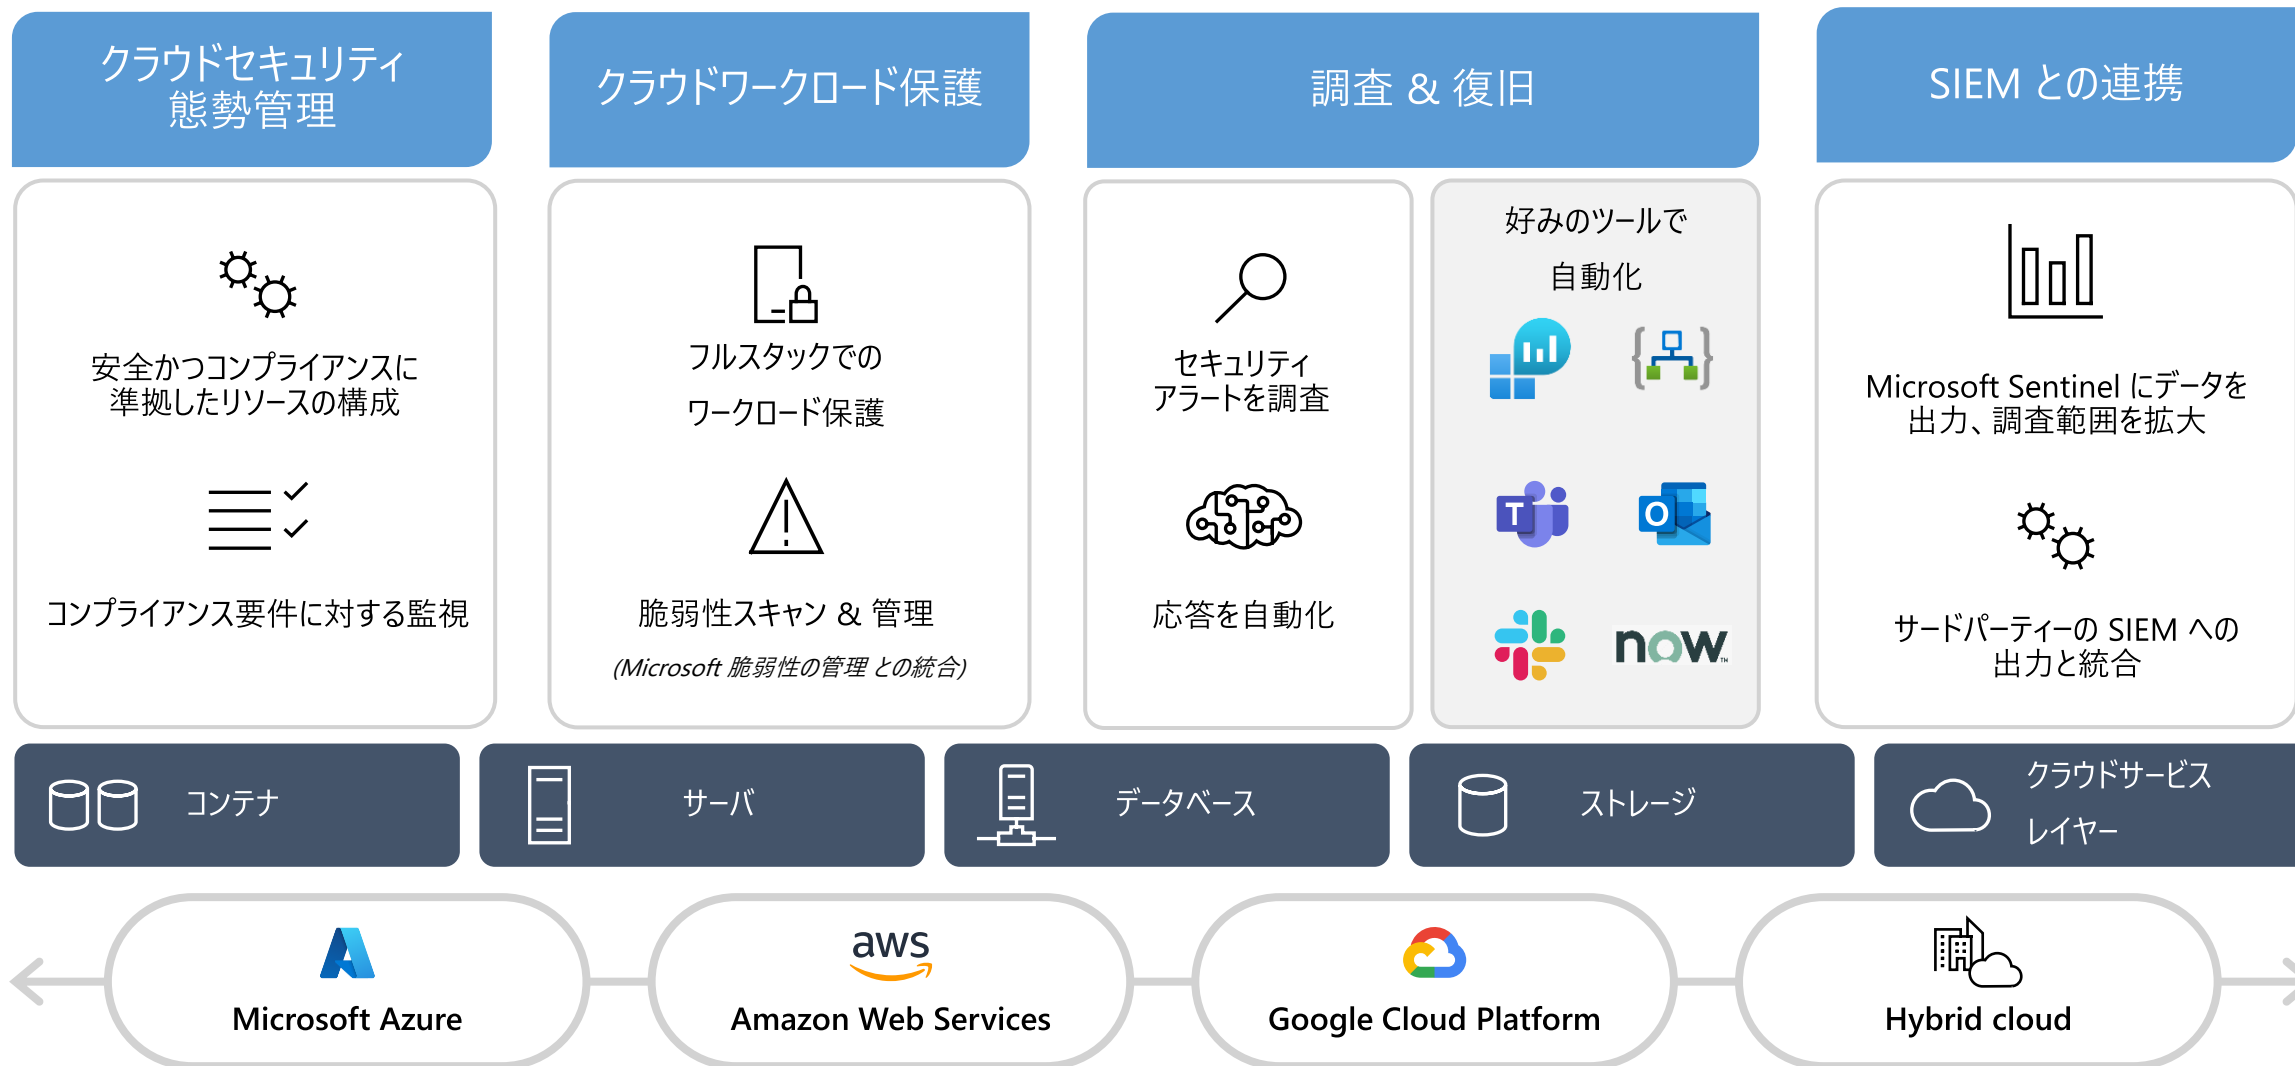 クラウドセキュリティ
態勢管理
クラウドワークロード保護
調査 & 復旧
SIEM との連携
安全かつコンプライアンスに
準拠したリソースの構成
コンプライアンス要件に対する監視
フルスタックでの
ワークロード保護
脆弱性スキャン & 管理
(Microsoft 脆弱性の管理 との統合)
セキュリティ
アラートを調査
応答を自動化
好みのツールで
自動化
T
O
now™
Microsoft Sentinel にデータを
出力、調査範囲を拡大
サードパーティーの SIEM への
出力と統合
コンテナ
サーバ
データベース
ストレージ
クラウドサービス
レイヤー
Microsoft Azure
aws
Amazon Web Services
Google Cloud Platform
Hybrid cloud